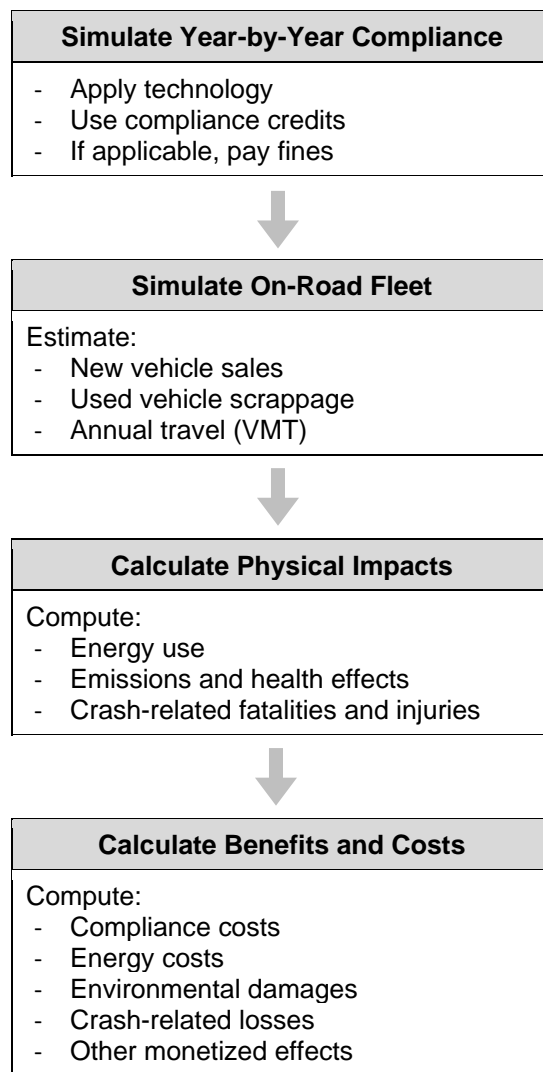 Simulate Year-by-Year Compliance
- Apply technology
- Use compliance credits
- If applicable, pay fines
Simulate On-Road Fleet
Estimate:
- New vehicle sales
- Used vehicle scrappage
- Annual travel (VMT)
Calculate Physical Impacts
Compute:
- Energy use
- Emissions and health effects
- Crash-related fatalities and injuries
Calculate Benefits and Costs
Compute:
- Compliance costs
- Energy costs
- Environmental damages
- Crash-related losses
- Other monetized effects